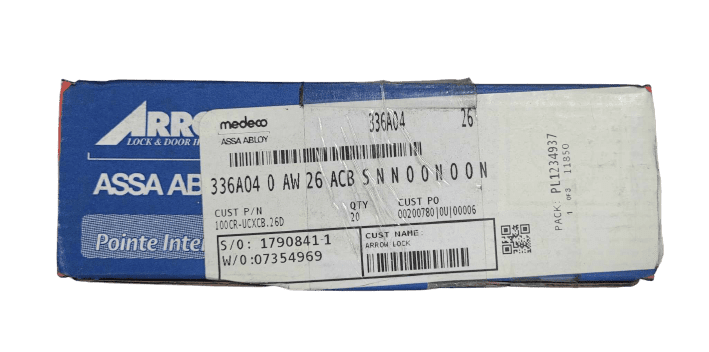 ARRO
LOCK & DOOR H
ASSA AB
Pointe Inter
medeco
ASSA ABLOY
336A04
26
336A04 0 AW 26 ACB S N N 0 0 N 0 0 N
CUST P/N
100CR-UCXCB.26D
QTY
20
CUST PO
00200780|0U|00006
S/O: 1790841-1
W/O:07354969
CUST NAME:
ARROW LOCK
PACK: PL1234937
1 of 3 11850